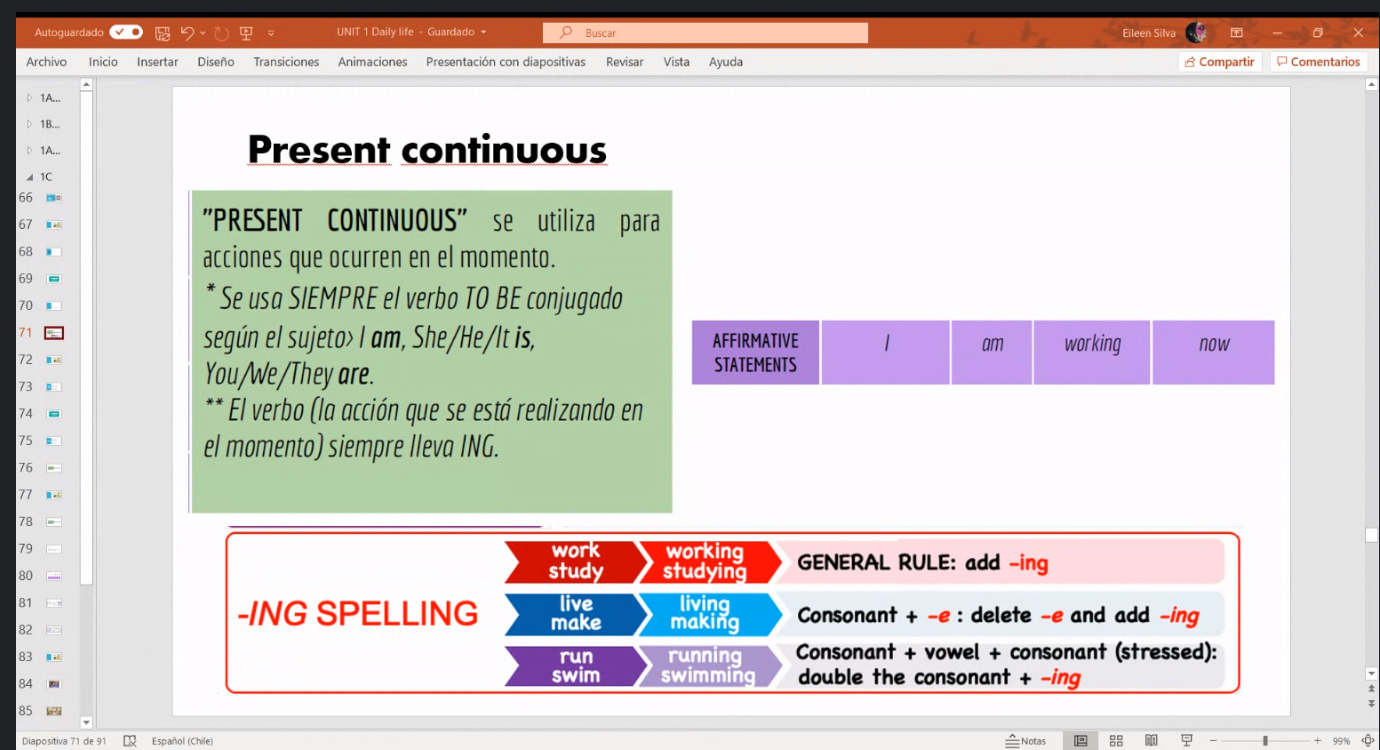 Autoguardado
UNIT 1 Daily life - Guardado
Buscar
Eileen Silva
Archivo Inicio Insertar Diseño Transiciones Animaciones Presentación con diapositivas Revisar Vista Ayuda
Compartir Comentarios
1A...
1B...
1A...
1C
66
67
68
69
70
71
72
73
74
75
76
77
78
79
80
81
82
83
84
85
Present continuous
"PRESENT CONTINUOUS" se utiliza para
acciones que ocurren en el momento.
* Se usa SIEMPRE el verbo TO BE conjugado
según el sujeto> I am, She/He/It is,
You/We/They are.
** El verbo (la acción que se está realizando en
el momento) siempre lleva ING.
AFFIRMATIVE
STATEMENTS
I am working now
-ING SPELLING
work
study
working
studying
GENERAL RULE: add -ing
live
make
living
making
Consonant + -e : delete -e and add -ing
run
swim
running
swimming
Consonant + vowel + consonant (stressed):
double the consonant + -ing
Diapositiva 71 de 91 Español (Chile)
Notas
99%